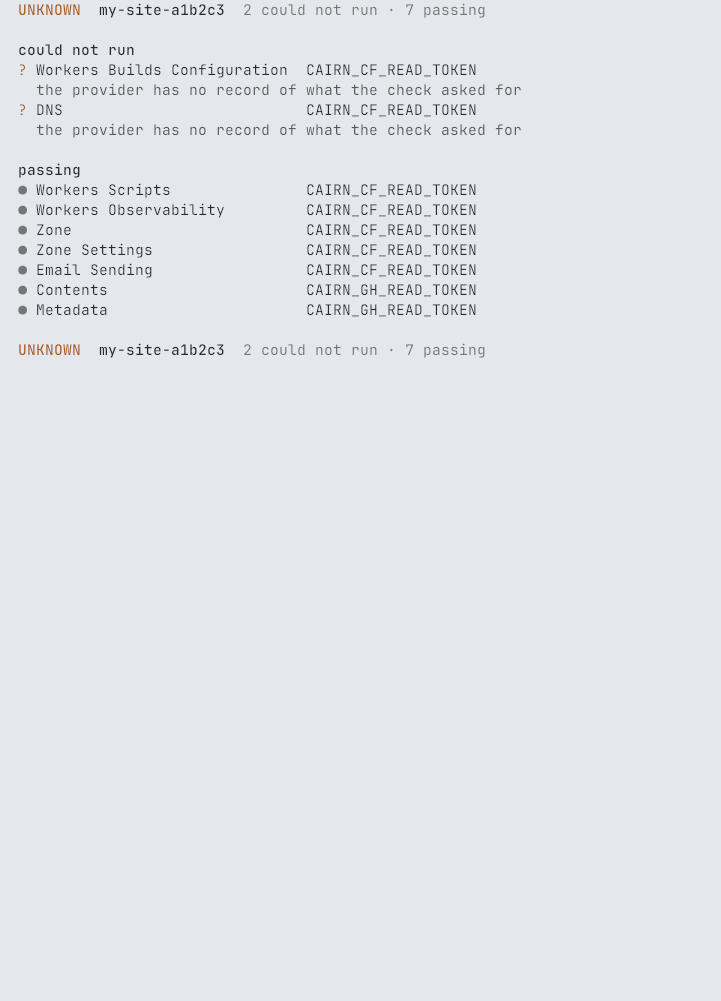 UNKNOWN  my-site-a1b2c3  2 could not run · 7 passing
could not run
? Workers Builds Configuration  CAIRN_CF_READ_TOKEN
the provider has no record of what the check asked for
? DNS  CAIRN_CF_READ_TOKEN
the provider has no record of what the check asked for
passing
● Workers Scripts  CAIRN_CF_READ_TOKEN
● Workers Observability  CAIRN_CF_READ_TOKEN
● Zone  CAIRN_CF_READ_TOKEN
● Zone Settings  CAIRN_CF_READ_TOKEN
● Email Sending  CAIRN_CF_READ_TOKEN
● Contents  CAIRN_GH_READ_TOKEN
● Metadata  CAIRN_GH_READ_TOKEN
UNKNOWN  my-site-a1b2c3  2 could not run · 7 passing